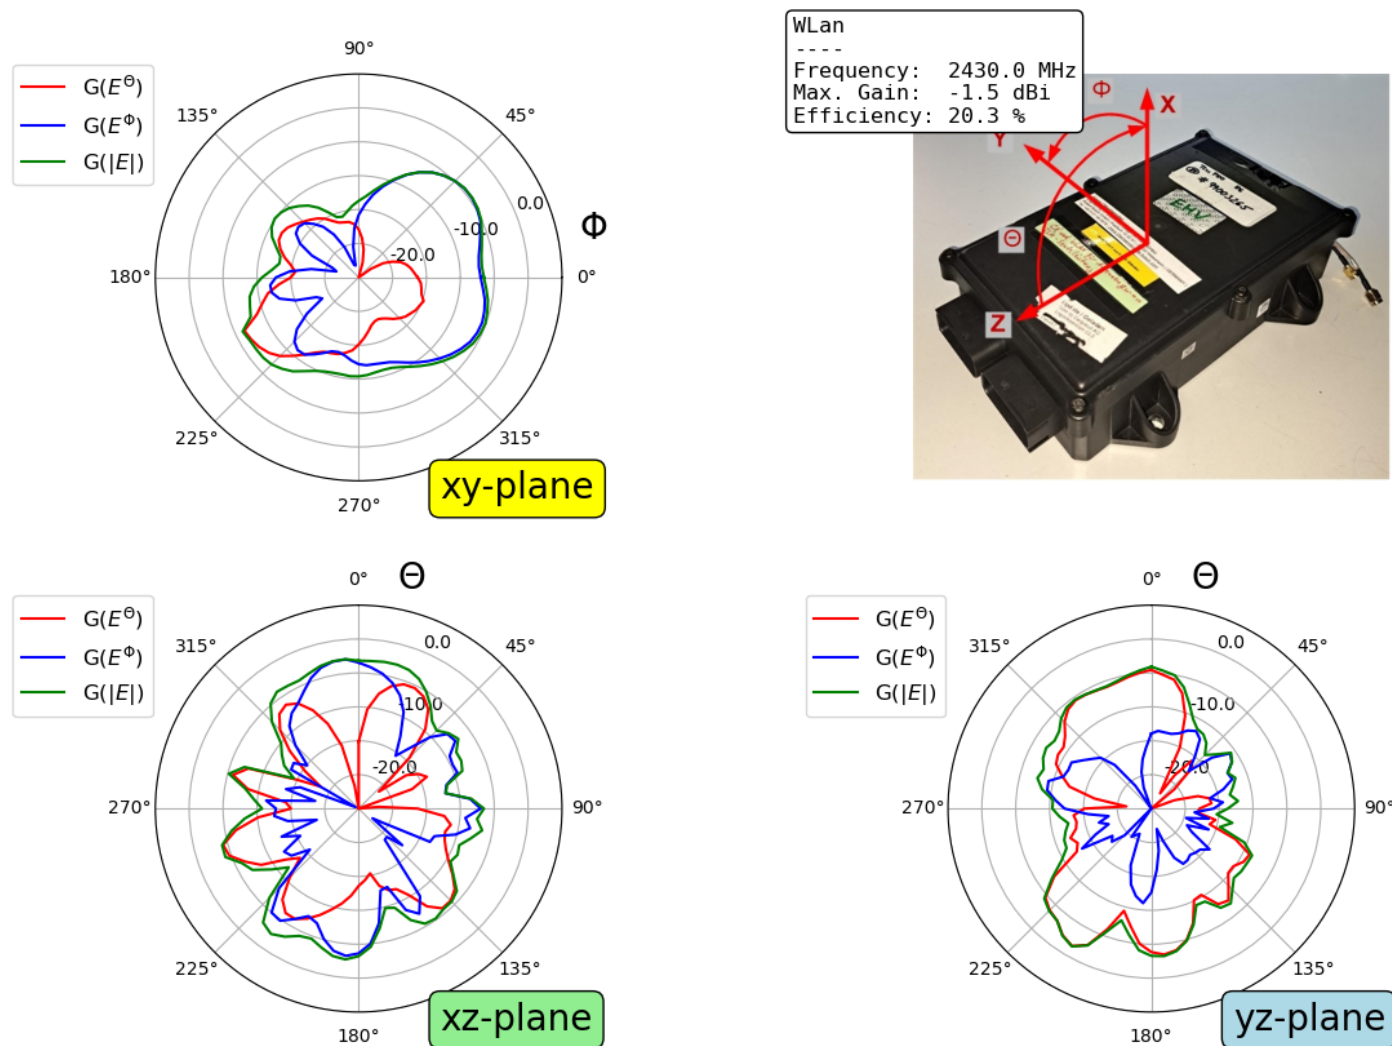 90°
G(E^Θ)
G(E^Φ)
G(|E|)
135°
45°
0.0
-10.0
-20.0
Φ
180°
0°
225°
315°
270°
xy-plane
WLan
----
Frequency: 2430.0 MHz
Max. Gain: -1.5 dBi
Efficiency: 20.3 %
Φ
X
Y
Θ
Z
EHV
0°
Θ
G(E^Θ)
G(E^Φ)
G(|E|)
315°
45°
0.0
-10.0
-20.0
270°
90°
225°
135°
180°
xz-plane
0°
Θ
G(E^Θ)
G(E^Φ)
G(|E|)
315°
45°
0.0
-10.0
-20.0
270°
90°
225°
135°
180°
yz-plane